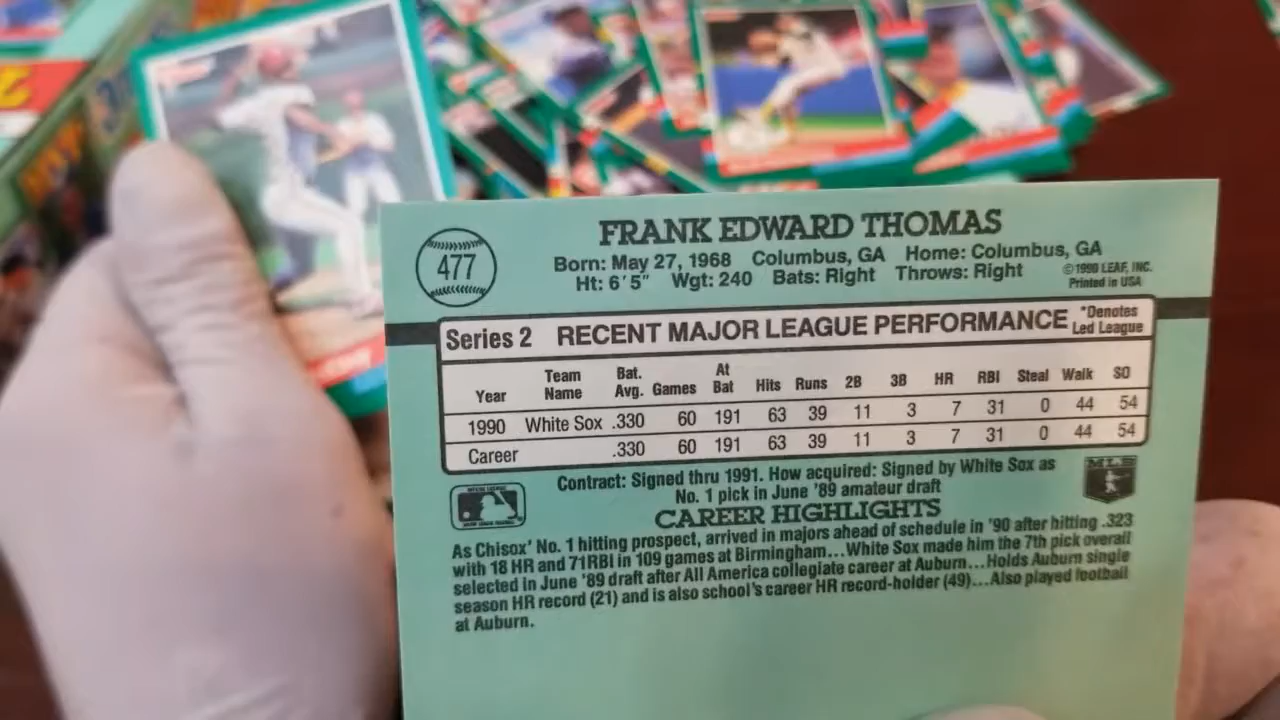 477
FRANK EDWARD THOMAS
Born: May 27, 1968 Columbus, GA Home: Columbus, GA
Ht: 6'5" Wgt: 240 Bats: Right Throws: Right
©1990 LEAF, INC.
Printed in USA
Series 2 RECENT MAJOR LEAGUE PERFORMANCE *Denotes Led League
Year Team Name Bat. Avg. Games At Bat Hits Runs 2B 3B HR RBI Steal Walk SO
1990 White Sox .330 60 191 63 39 11 3 7 31 0 44 54
Career .330 60 191 63 39 11 3 7 31 0 44 54
Contract: Signed thru 1991. How acquired: Signed by White Sox as
No. 1 pick in June '89 amateur draft
MLB
CAREER HIGHLIGHTS
As Chisox' No. 1 hitting prospect, arrived in majors ahead of schedule in '90 after hitting .323
with 18 HR and 71RBI in 109 games at Birmingham...White Sox made him the 7th pick overall
selected in June '89 draft after All America collegiate career at Auburn...Holds Auburn single
season HR record (21) and is also school's career HR record-holder (49)...Also played football
at Auburn.